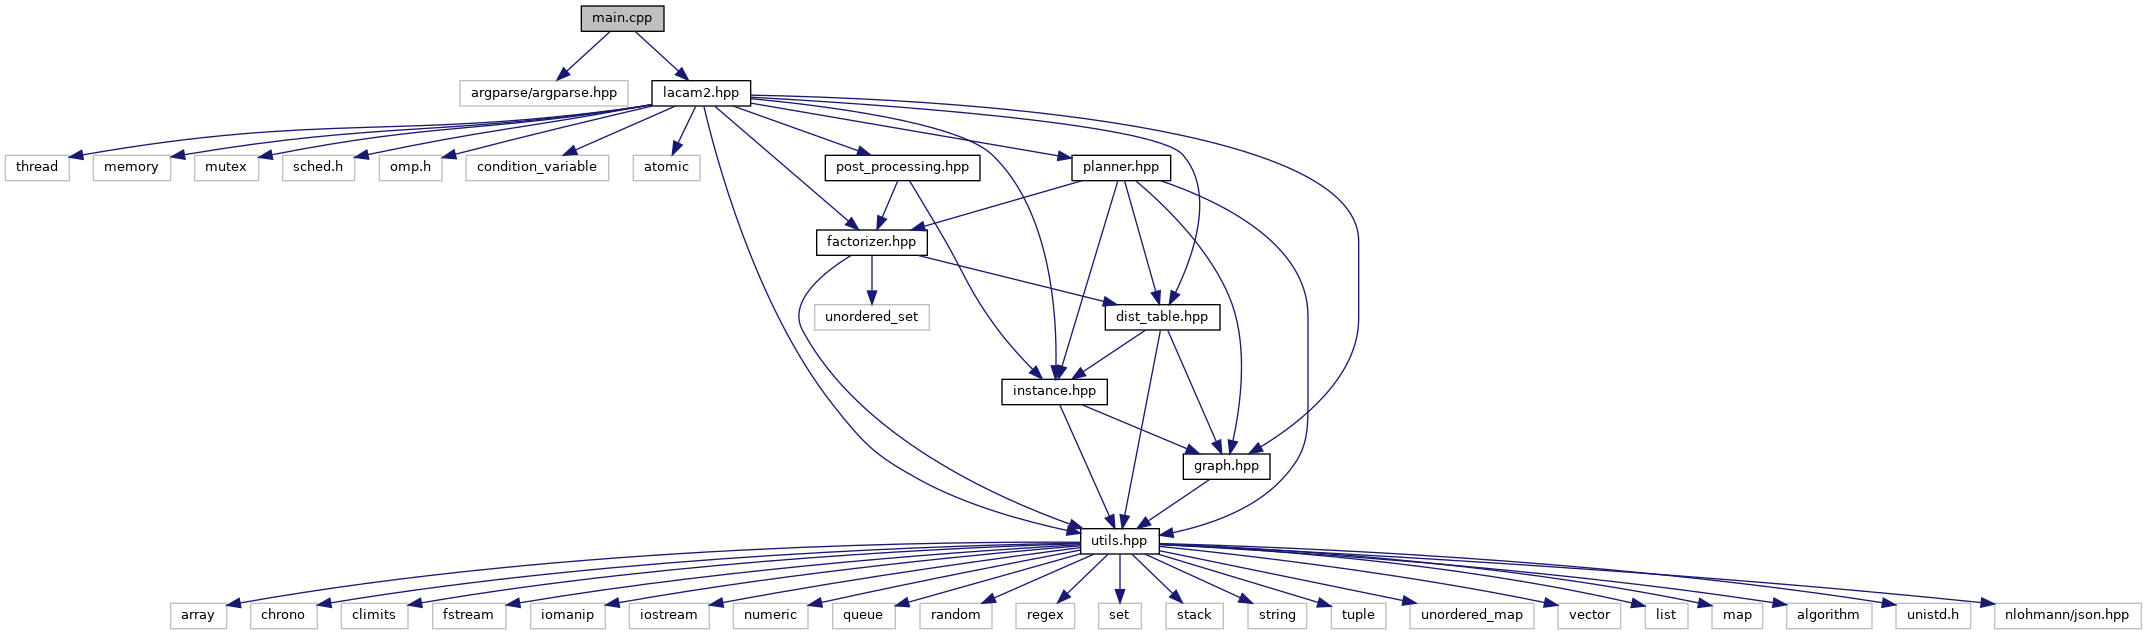 main.cpp
argparse/argparse.hpp
lacam2.hpp
thread
memory
mutex
sched.h
omp.h
condition_variable
atomic
post_processing.hpp
planner.hpp
factorizer.hpp
unordered_set
dist_table.hpp
instance.hpp
graph.hpp
utils.hpp
array
chrono
climits
fstream
iomanip
iostream
numeric
queue
random
regex
set
stack
string
tuple
unordered_map
vector
list
map
algorithm
unistd.h
nlohmann/json.hpp